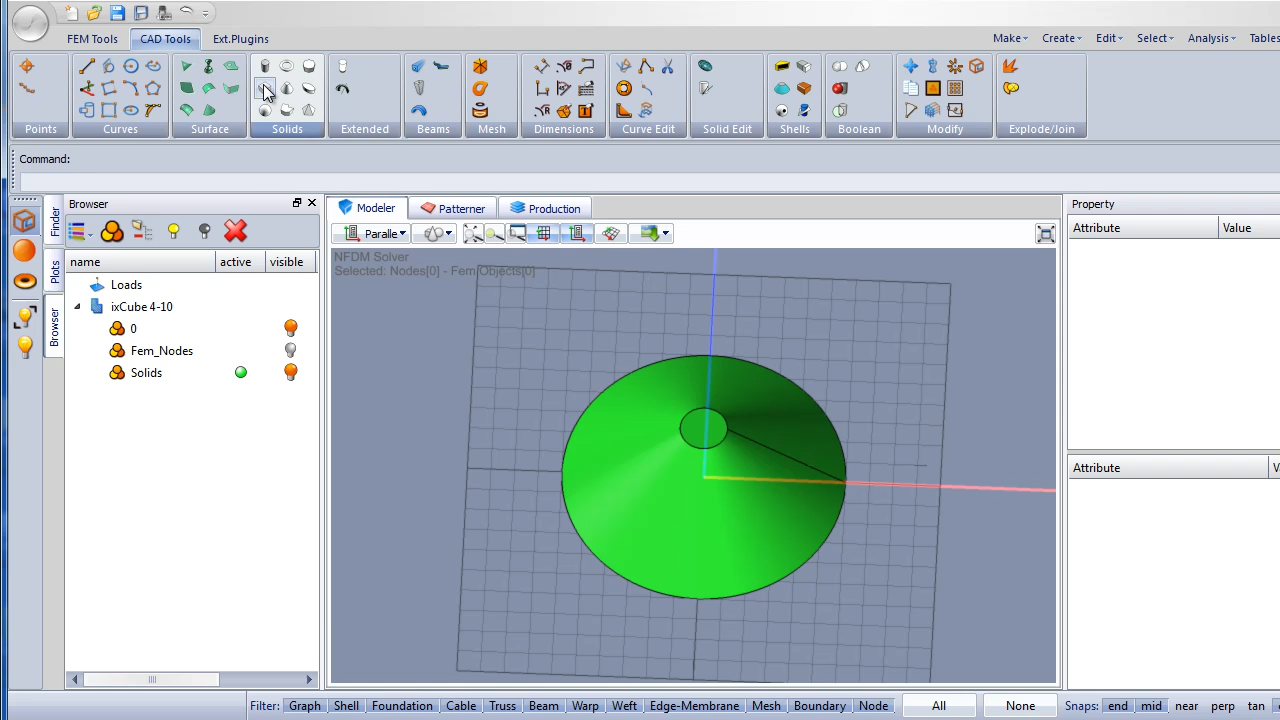 FEM Tools CAD Tools Ext.Plugins Make Create Edit Select Analysis Tables
Points Curves Surface Solids Extended Beams Mesh Dimensions Curve Edit Solid Edit Shells Boolean Modify Explode/Join
Command:
Browser
Modeler Patterner Production
Property
Finder
Plots
Browser
Paralle
Attribute Value
name active visible
NFDM Solver
Selected: Nodes[0] - Fem Objects[0]
Loads
ixCube 4-10
0
Fem_Nodes
Solids
Attribute V
Filter: Graph Shell Foundation Cable Truss Beam Warp Weft Edge-Membrane Mesh Boundary Node All None Snaps: end mid near perp tan